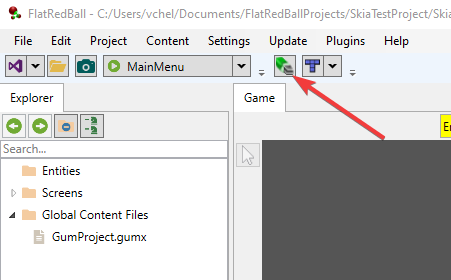 FlatRedBall - C:/Users/vchel/Documents/FlatRedBallProjects/SkiaTestProject/Skia
File Edit Project Content Settings Update Plugins Help
MainMenu
Explorer
Game
Search...
Entities
Screens
Global Content Files
GumProject.gumx